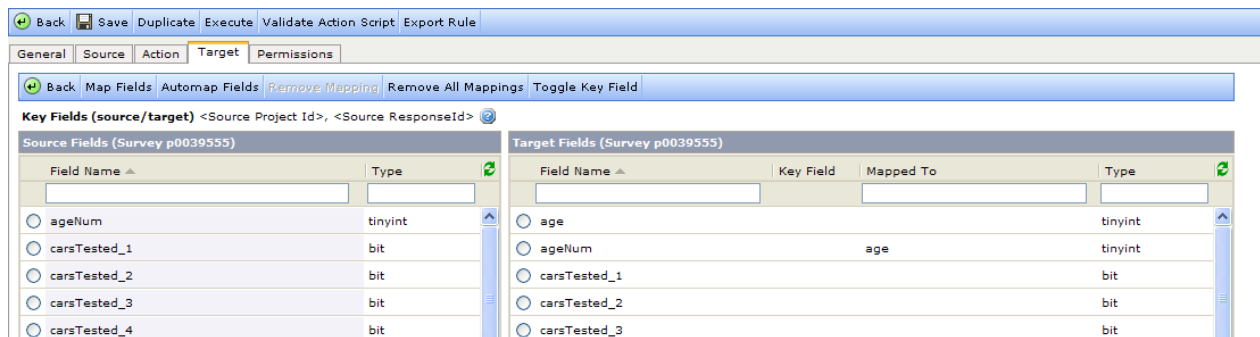 Back Save Duplicate Execute Validate Action Script Export Rule
General Source Action Target Permissions
Back Map Fields Automap Fields Remove Mapping Remove All Mappings Toggle Key Field
Key Fields (source/target) <Source Project Id>, <Source ResponseId>
Source Fields (Survey p0039555) Target Fields (Survey p0039555)
Field Name Type Field Name Key Field Mapped To Type
ageNum tinyint age tinyint
carsTested_1 bit ageNum age tinyint
carsTested_2 bit carsTested_1 bit
carsTested_3 bit carsTested_2 bit
carsTested_4 bit carsTested_3 bit